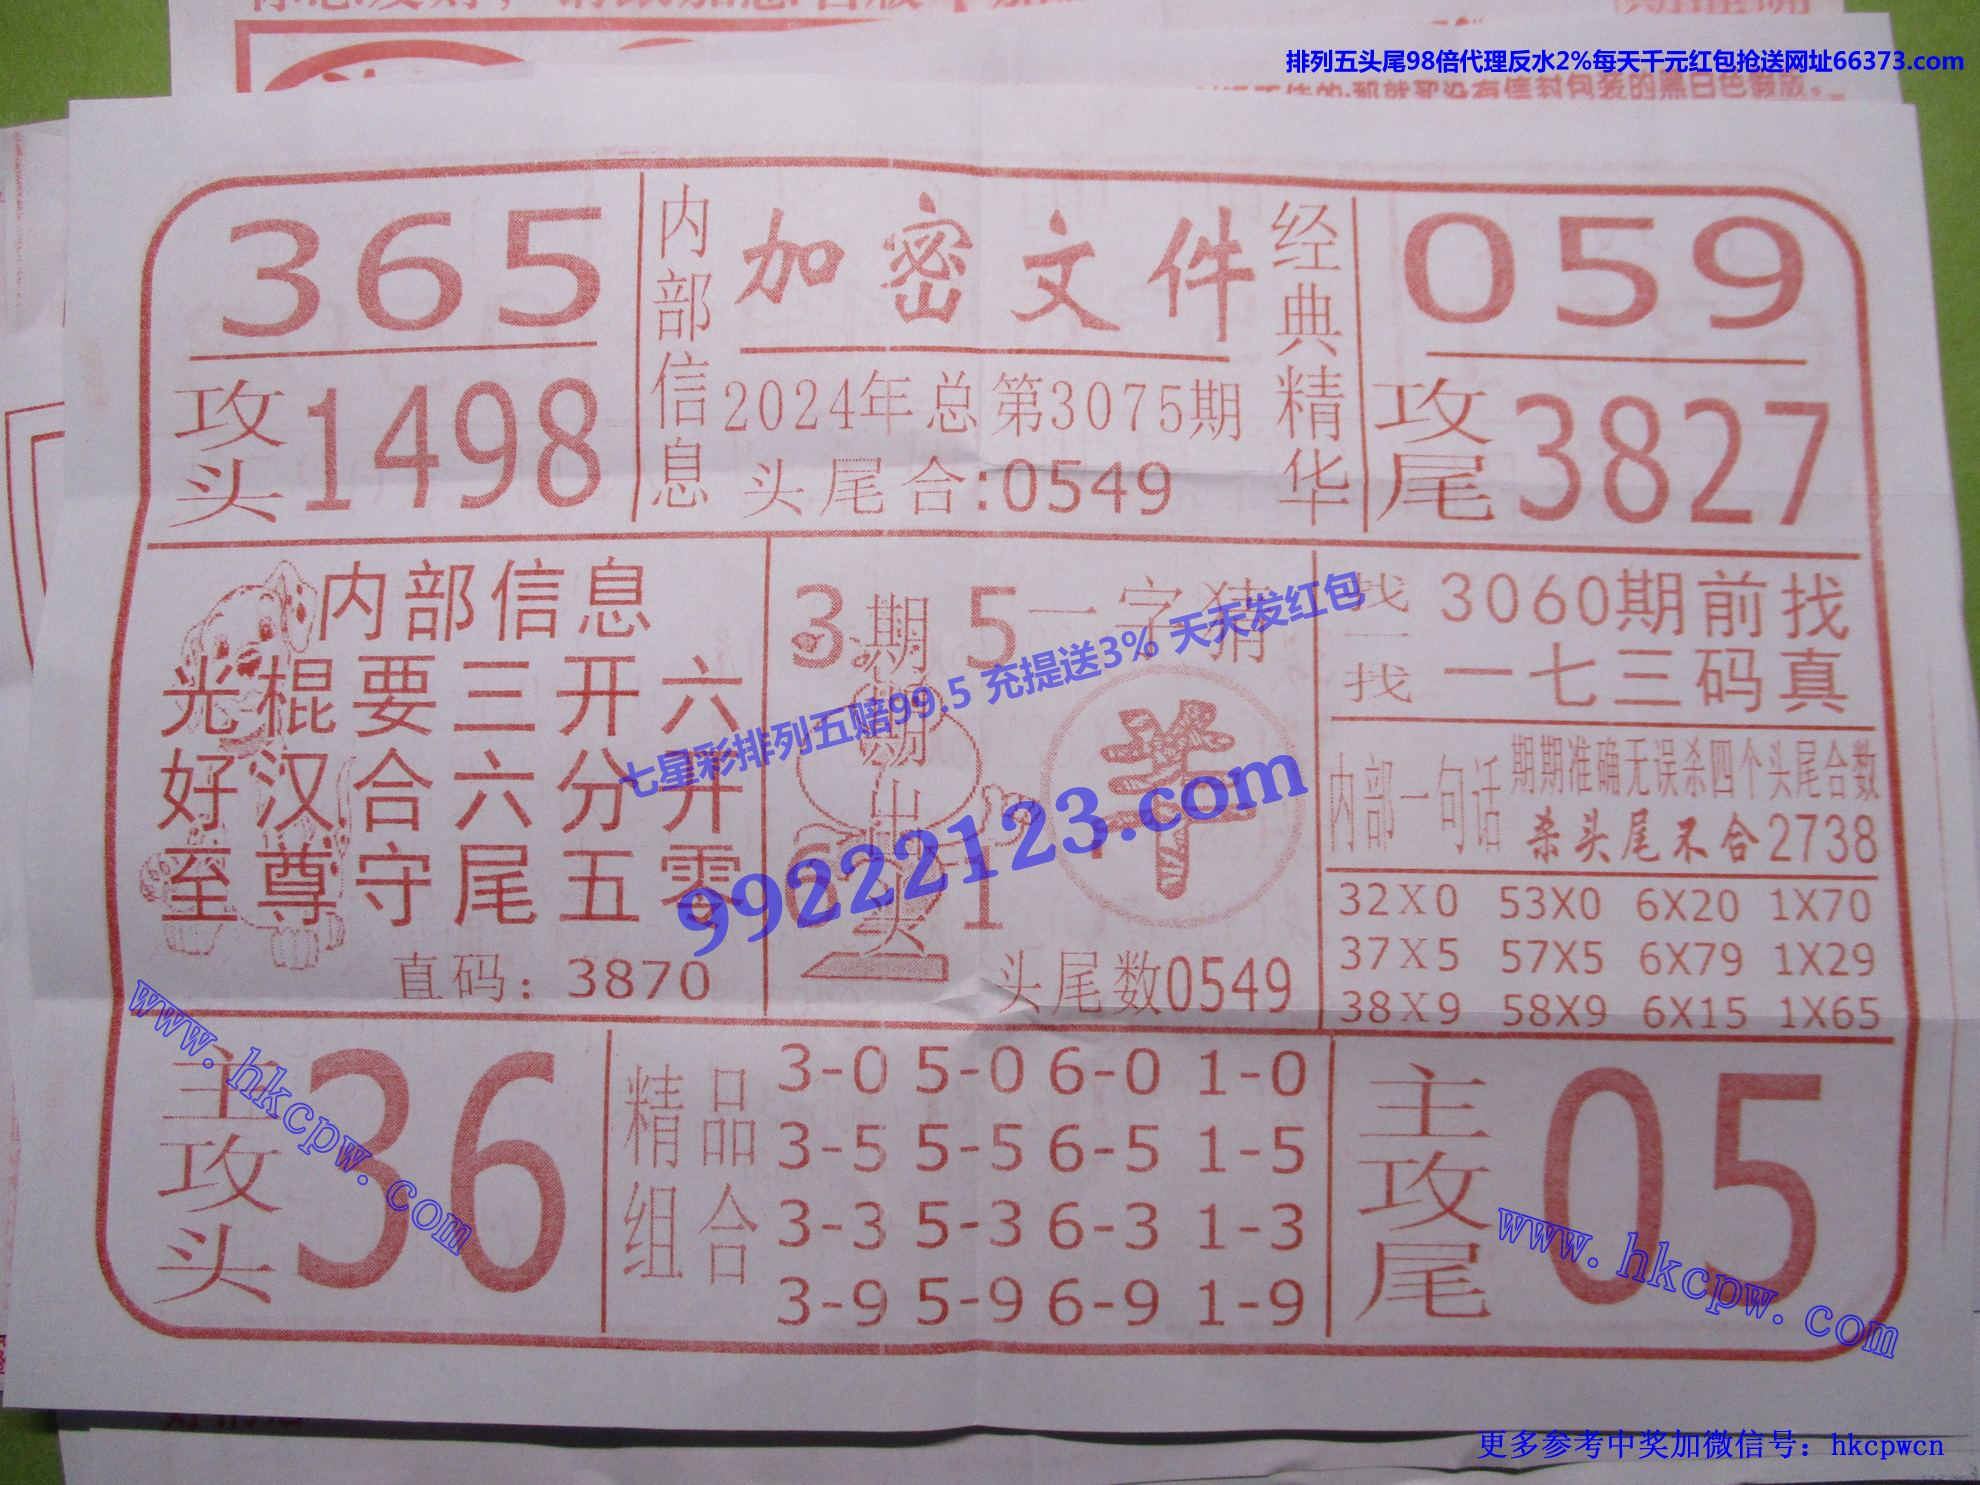 排列五头尾98倍代理反水2%每天千元红包抢送网址66373.com
365
攻头1498
内部信息
加密文件
2024年总第3075期
头尾合:0549
经典精华
059
攻尾3827
内部信息
光棍要三开六
好汉合六分开
至尊守尾五零
直码：3870
3期5一字猜
期期出
头
1
羊
头尾数0549
找一找
3060期前找
一七三码真
内部一句话
期期准确无误杀四个头尾合数
杀头尾不合2738
32X0 53X0 6X20 1X70
37X5 57X5 6X79 1X29
38X9 58X9 6X15 1X65
七星彩排列五赔99.5 充提送3% 天天发红包
99222123.com
主攻头36
精品组合
3-0 5-0 6-0 1-0
3-5 5-5 6-5 1-5
3-3 5-3 6-3 1-3
3-9 5-9 6-9 1-9
主攻尾05
www.hkcpw.com
www.hkcpw.com
更多参考中奖加微信号：hkcpwcn